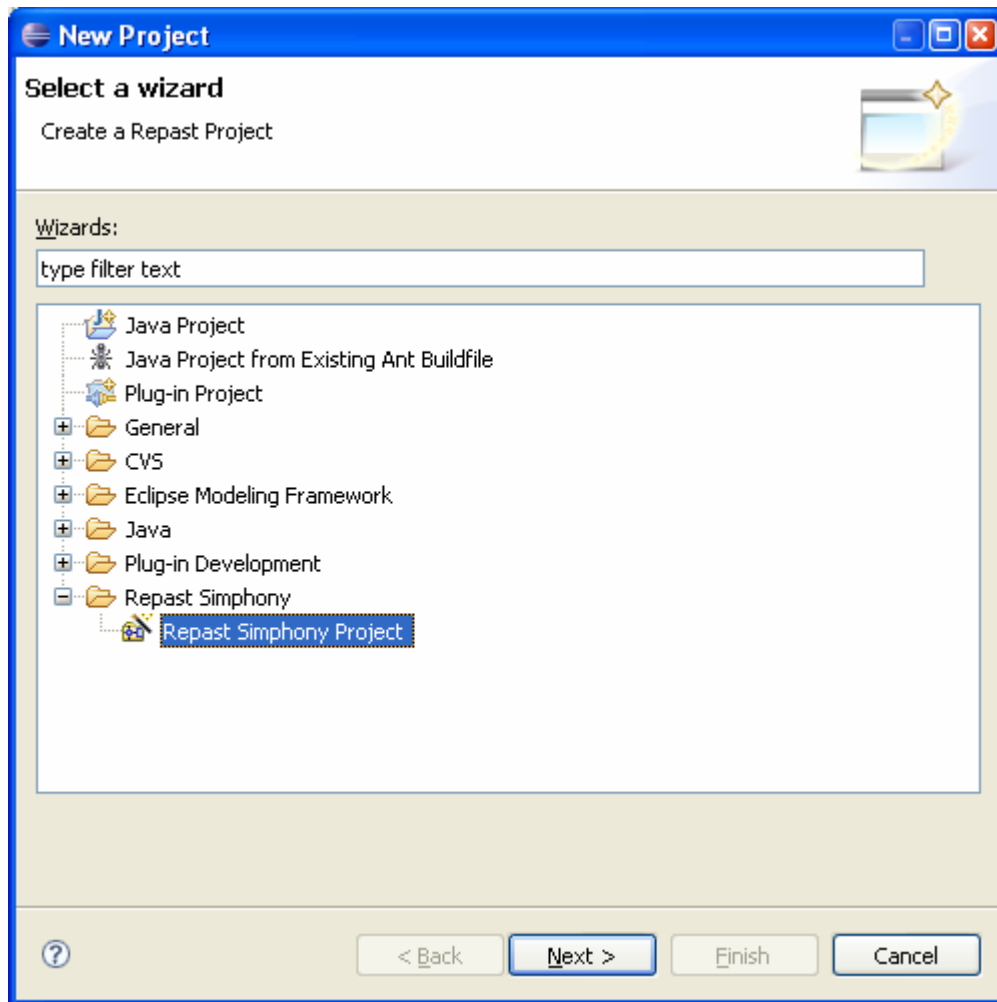 New Project
Select a wizard
Create a Repast Project
Wizards:
type filter text
Java Project
Java Project from Existing Ant Buildfile
Plug-in Project
General
CVS
Eclipse Modeling Framework
Java
Plug-in Development
Repast Simphony
Repast Simphony Project
? < Back Next > Finish Cancel